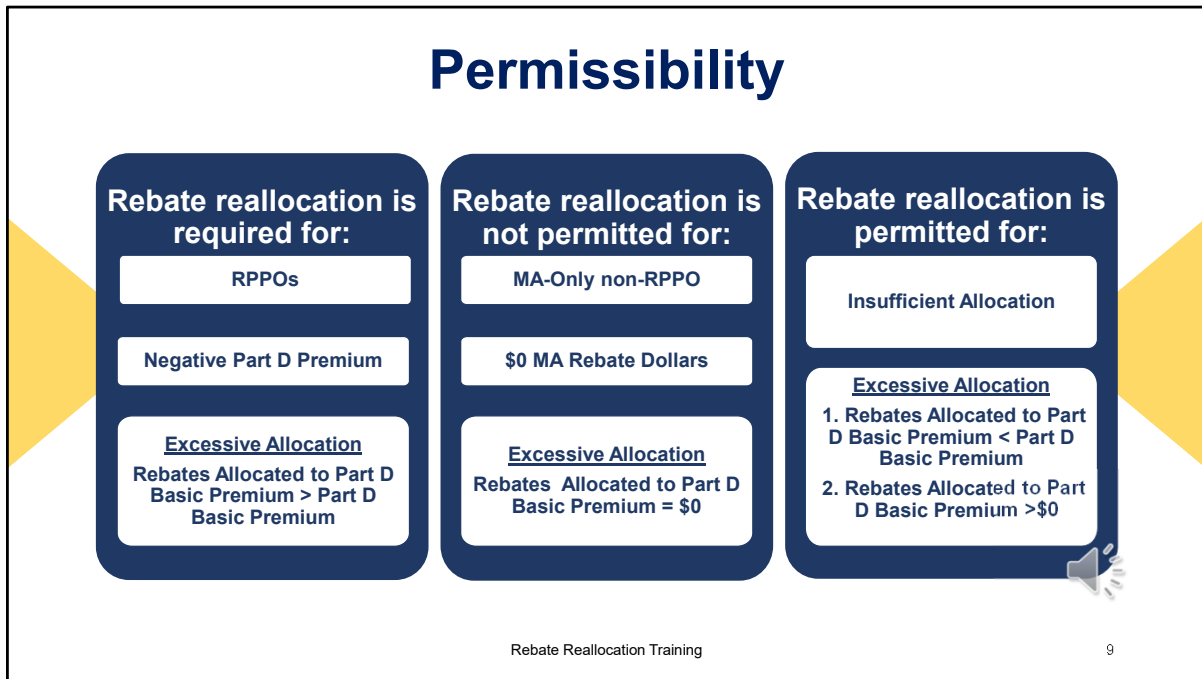 Permissibility
Rebate reallocation is
required for:
RPPOs
Negative Part D Premium
Excessive Allocation
Rebates Allocated to Part D
Basic Premium > Part D
Basic Premium
Rebate reallocation is
not permitted for:
MA-Only non-RPPO
$0 MA Rebate Dollars
Excessive Allocation
Rebates Allocated to Part D
Basic Premium = $0
Rebate reallocation is
permitted for:
Insufficient Allocation
Excessive Allocation
1. Rebates Allocated to Part
D Basic Premium < Part D
Basic Premium
2. Rebates Allocated to Part
D Basic Premium >$0
Rebate Reallocation Training
9